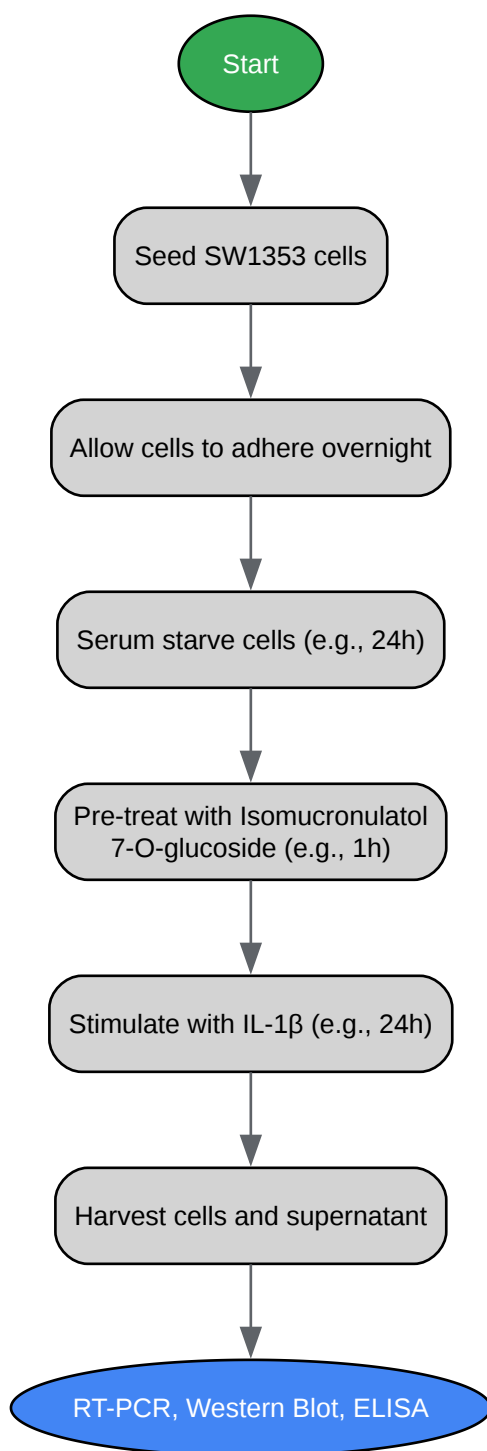 Start
Seed SW1353 cells
Allow cells to adhere overnight
Serum starve cells (e.g., 24h)
Pre-treat with Isomucronulatol
7-O-glucoside (e.g., 1h)
Stimulate with IL-1β (e.g., 24h)
Harvest cells and supernatant
RT-PCR, Western Blot, ELISA